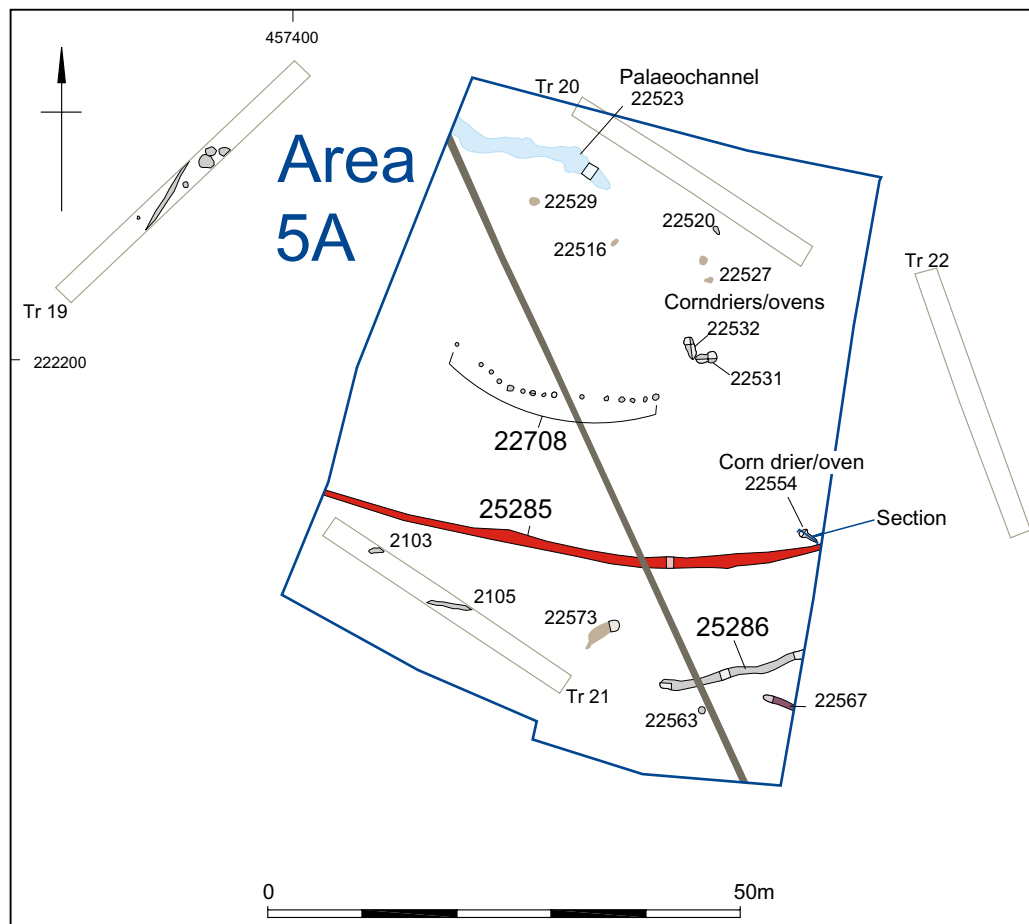 457400
Palaeochannel
Tr 20
22523
Area
5A
22529
22520
22516
Tr 22
22527
Tr 19
Corndriers/ovens
22532
222200
22531
22708
Corn drier/oven
22554
25285
Section
2103
2105
22573
25286
Tr 21
22563
22567
0
50m